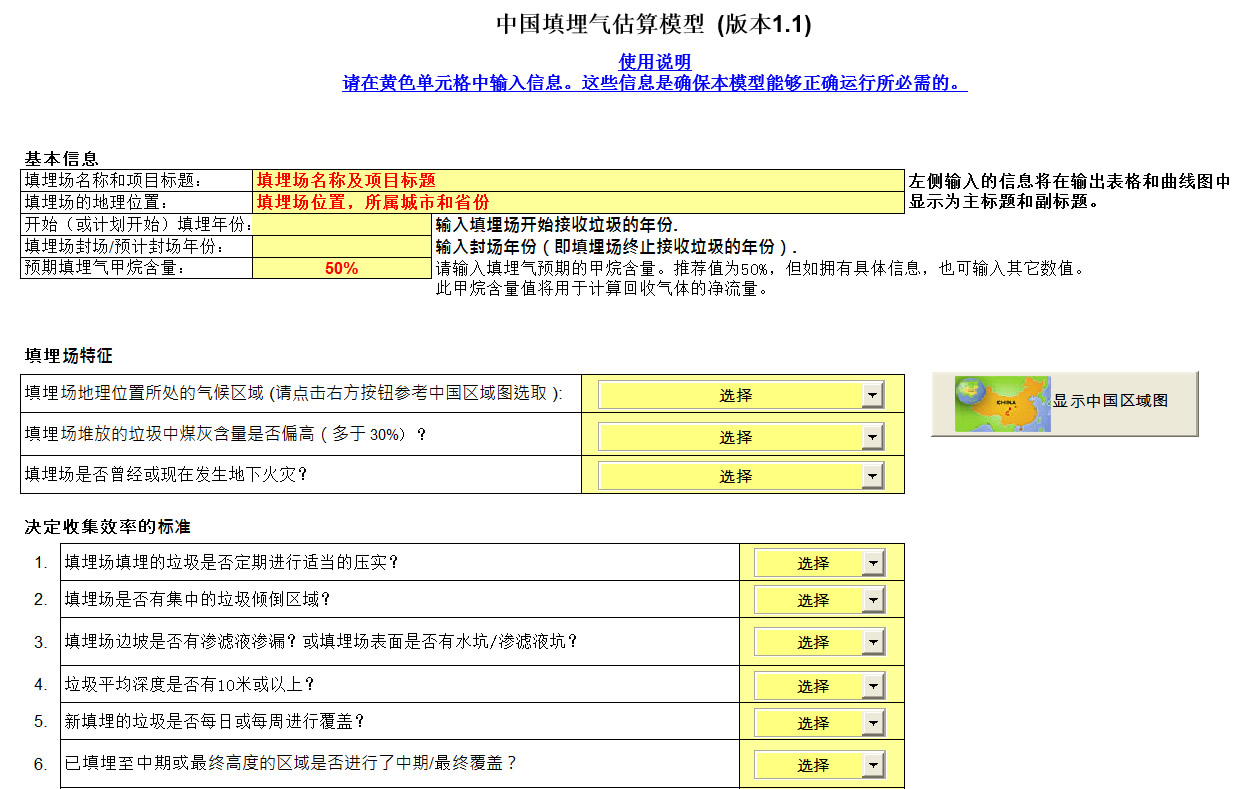 中国填埋气估算模型 (版本1.1)
使用说明
请在黄色单元格中输入信息。这些信息是确保本模型能够正确运行所必需的。
基本信息
填埋场名称和项目标题： 填埋场名称及项目标题 左侧输入的信息将在输出表格和曲线图中
填埋场的地理位置： 填埋场位置，所属城市和省份 显示为主标题和副标题。
开始（或计划开始）填埋年份： 输入填埋场开始接收垃圾的年份.
填埋场封场/预计封场年份： 输入封场年份（即填埋场终止接收垃圾的年份）.
预期填埋气甲烷含量： 50% 请输入填埋气预期的甲烷含量。推荐值为50%，但如拥有具体信息，也可输入其它数值。
此甲烷含量值将用于计算回收气体的净流量。
填埋场特征
填埋场地理位置所处的气候区域 (请点击右方按钮参考中国区域图选取 ): 选择 CHINA 显示中国区域图
填埋场堆放的垃圾中煤灰含量是否偏高（多于 30%）？ 选择
填埋场是否曾经或现在发生地下火灾？ 选择
决定收集效率的标准
1. 填埋场填埋的垃圾是否定期进行适当的压实？ 选择
2. 填埋场是否有集中的垃圾倾倒区域？ 选择
3. 填埋场边坡是否有渗滤液渗漏？或填埋场表面是否有水坑/渗滤液坑？ 选择
4. 垃圾平均深度是否有10米或以上？ 选择
5. 新填埋的垃圾是否每日或每周进行覆盖？ 选择
6. 已填埋至中期或最终高度的区域是否进行了中期/最终覆盖？ 选择